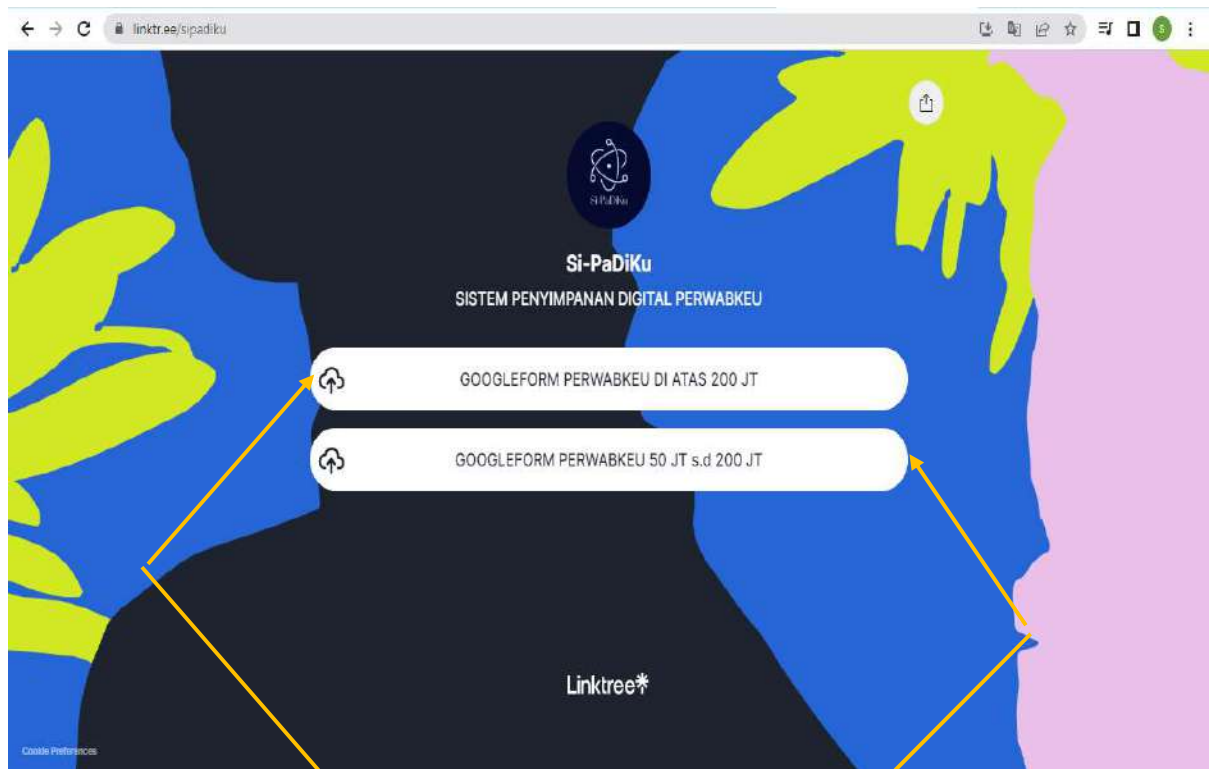 linktr.ee/sipadiku
S
Si-PaDiKu
Si-PaDiKu
SISTEM PENYIMPANAN DIGITAL PERWABKEU
GOOGLEFORM PERWABKEU DI ATAS 200 JT
GOOGLEFORM PERWABKEU 50 JT s.d 200 JT
Linktree
Cookie Preferences